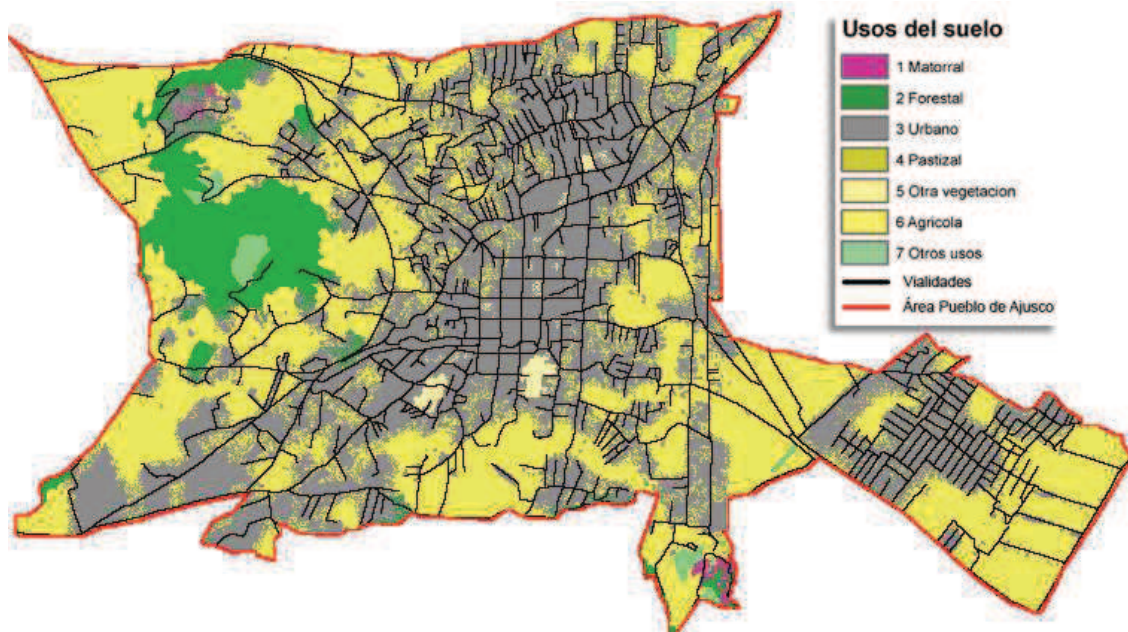 Usos del suelo
1 Matorral
2 Forestal
3 Urbano
4 Pastizal
5 Otra vegetacion
6 Agricola
7 Otros usos
Vialidades
Área Pueblo de Ajusco